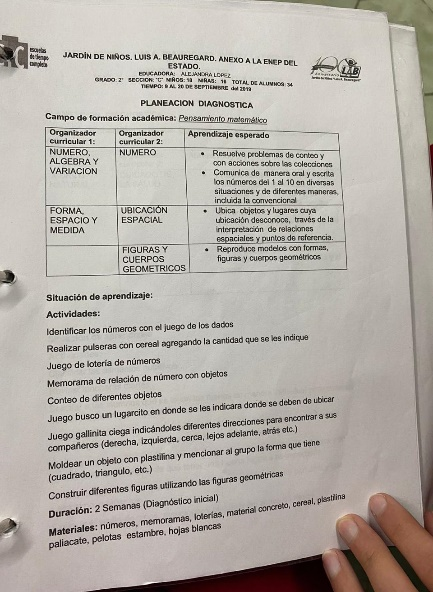 escuelas
de tiempo
completo
JARDÍN DE NIÑOS. LUIS A. BEAUREGARD. ANEXO A LA ENEP DEL
ESTADO.
EDUCADORA: ALEJANDRA LOPEZ
GRADO: 2° SECCION: "C" NIÑOS: 18 NIÑAS: 16 TOTAL DE ALUMNOS: 34
TIEMPO: 9 AL 20 DE SEPTIEMBRE del 2019
PLANEACION DIAGNOSTICA
Campo de formación académica: Pensamiento matemático
Organizador curricular 1:
Organizador curricular 2:
Aprendizaje esperado
NUMERO,
ALGEBRA Y
VARIACION
NUMERO
• Resuelve problemas de conteo y
con acciones sobre las colecciones
• Comunica de manera oral y escrita
los números del 1 al 10 en diversas
situaciones y de diferentes maneras,
incluida la convencional
FORMA,
ESPACIO Y
MEDIDA
UBICACIÓN
ESPACIAL
• Ubica objetos y lugares cuya
ubicación desconoce, través de la
interpretación de relaciones
espaciales y puntos de referencia.
FIGURAS Y
CUERPOS
GEOMETRICOS
• Reproduce modelos con formas,
figuras y cuerpos geométricos
Situación de aprendizaje:
Actividades:
Identificar los números con el juego de los dados
Realizar pulseras con cereal agregando la cantidad que se les indique
Juego de lotería de números
Memorama de relación de número con objetos
Conteo de diferentes objetos
Juego busco un lugarcito en donde se les indicara donde se deben de ubicar
Juego gallinita ciega indicándoles diferentes direcciones para encontrar a sus
compañeros (derecha, izquierda, cerca, lejos adelante, atrás etc.)
Moldear un objeto con plastilina y mencionar al grupo la forma que tiene
(cuadrado, triangulo, etc.)
Construir diferentes figuras utilizando las figuras geométricas
Duración: 2 Semanas (Diagnóstico inicial)
Materiales: números, memoramas, loterías, material concreto, cereal, plastilina
paliacate, pelotas estambre, hojas blancas